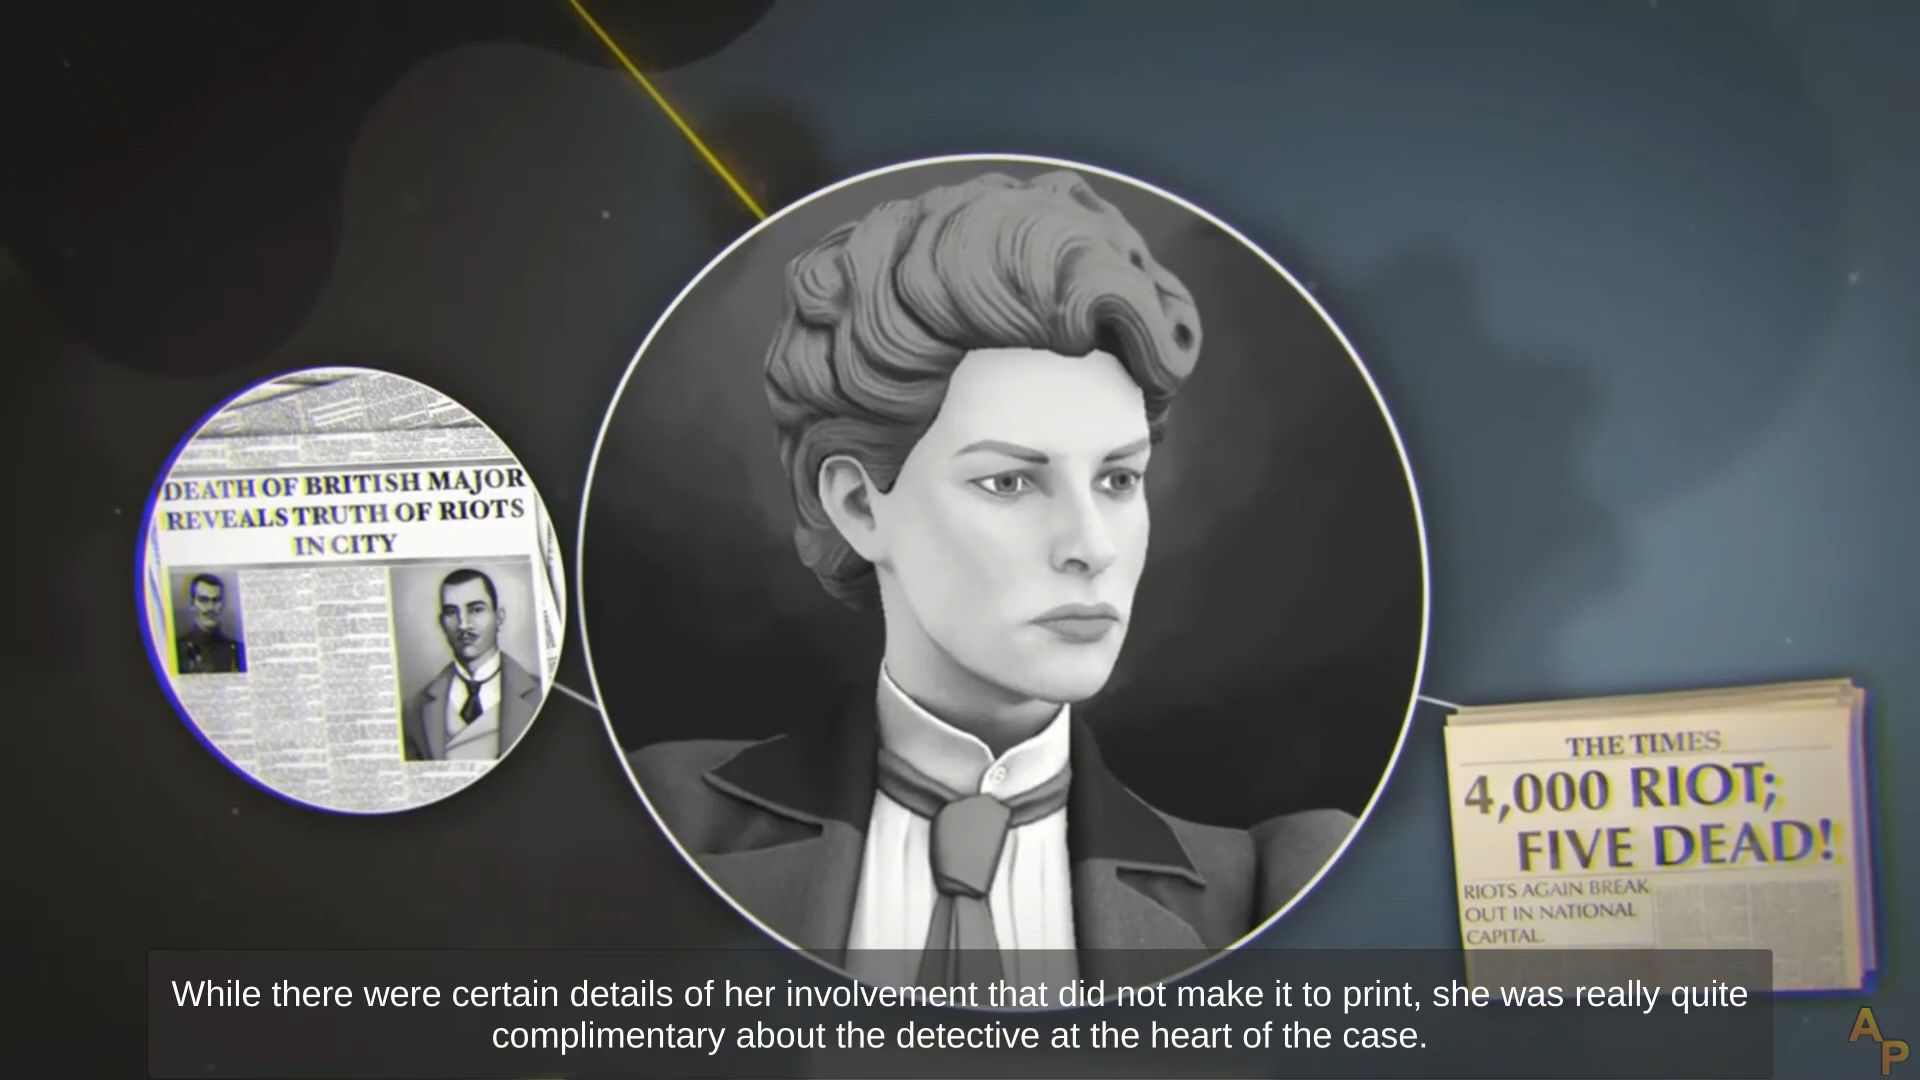 DEATH OF BRITISH MAJOR
REVEALS TRUTH OF RIOTS
IN CITY
THE TIMES
4,000 RIOT;
FIVE DEAD!
RIOTS AGAIN BREAK
OUT IN NATIONAL
CAPITAL.
While there were certain details of her involvement that did not make it to print, she was really quite
complimentary about the detective at the heart of the case.
AP